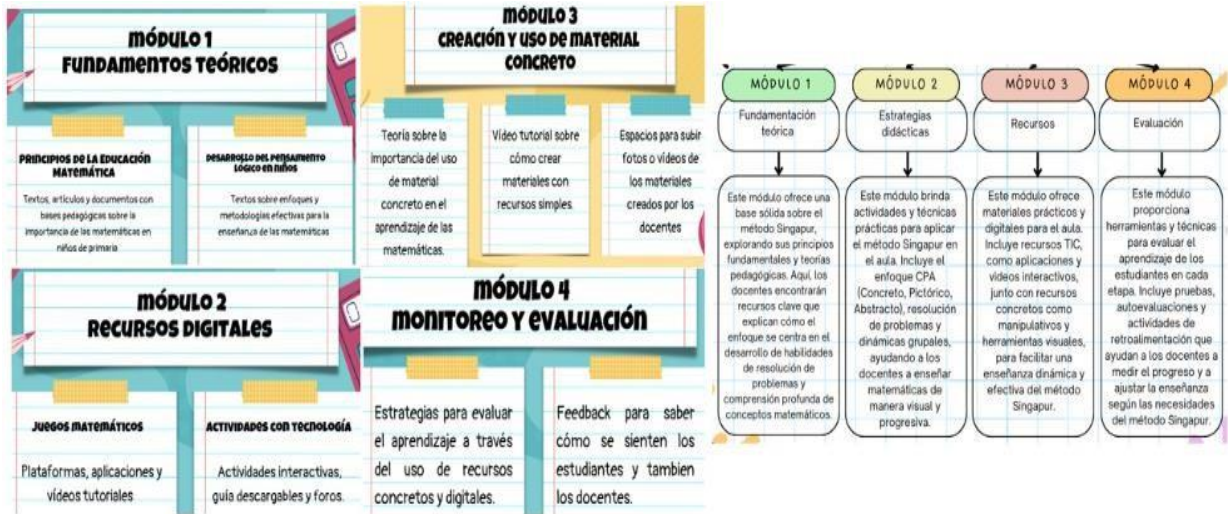 MÓDULO 1
FUNDAMENTOS TEÓRICOS
PRINCIPIOS DE LA EDUCACIÓN
MATEMÁTICA
Textos, artículos y documentos con
bases pedagógicas sobre la
importancia de las matemáticas en
niños de primaria
DESARROLLO DEL PENSAMIENTO
LÓGICO EN NIÑOS
Textos sobre enfoques y
metodologías efectivas para la
enseñanza de las matemáticas
MÓDULO 3
CREACIÓN Y USO DE MATERIAL
CONCRETO
Teoría sobre la
importancia del uso
de material
concreto en el
aprendizaje de las
matemáticas.
Vídeo tutorial sobre
cómo crear
materiales con
recursos simples.
Espacios para subir
fotos o vídeos de
los materiales
creados por los
docentes
MÓDULO 2
RECURSOS DIGITALES
JUEGOS MATEMÁTICOS
Plataformas, aplicaciones y
vídeos tutoriales
ACTIVIDADES CON TECNOLOGÍA
Actividades interactivas,
guía descargables y foros.
MÓDULO 4
MONITOREO Y EVALUACIÓN
Estrategias para evaluar
el aprendizaje a través
del uso de recursos
concretos y digitales.
Feedback para saber
cómo se sienten los
estudiantes y tambien
los docentes.
MÓDULO 1
Fundamentación
teórica
Este módulo ofrece una
base sólida sobre el
método Singapur,
explorando sus principios
fundamentales y teorías
pedagógicas. Aquí, los
docentes encontrarán
recursos clave que
explican cómo el
enfoque se centra en el
desarrollo de habilidades
de resolución de
problemas y
comprensión profunda de
conceptos matemáticos.
MÓDULO 2
Estrategias
didácticas
Este módulo brinda
actividades y técnicas
prácticas para aplicar
el método Singapur en
el aula. Incluye el
enfoque CPA
(Concreto, Pictórico,
Abstracto), resolución
de problemas y
dinámicas grupales,
ayudando a los
docentes a enseñar
matemáticas de
manera visual y
progresiva.
MÓDULO 3
Recursos
Este módulo ofrece
materiales prácticos y
digitales para el aula.
Incluye recursos TIC,
como aplicaciones y
videos interactivos,
junto con recursos
concretos como
manipulativos y
herramientas visuales,
para facilitar una
enseñanza dinámica y
efectiva del método
Singapur.
MÓDULO 4
Evaluación
Este módulo
proporciona
herramientas y técnicas
para evaluar el
aprendizaje de los
estudiantes en cada
etapa. Incluye pruebas,
autoevaluaciones y
actividades de
retroalimentación que
ayudan a los docentes a
medir el progreso y a
ajustar la enseñanza
según las necesidades
del método Singapur.